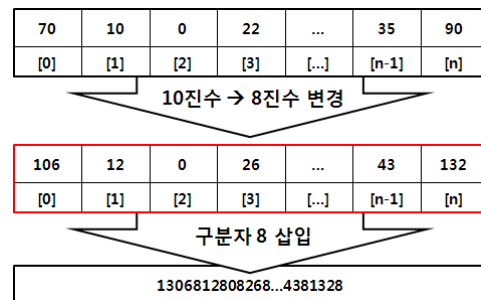 70 10 0 22 ... 35 90
[0] [1] [2] [3] [...] [n-1] [n]
10진수 → 8진수 변경
106 12 0 26 ... 43 132
[0] [1] [2] [3] [...] [n-1] [n]
구분자 8 삽입
1306812808268...4381328